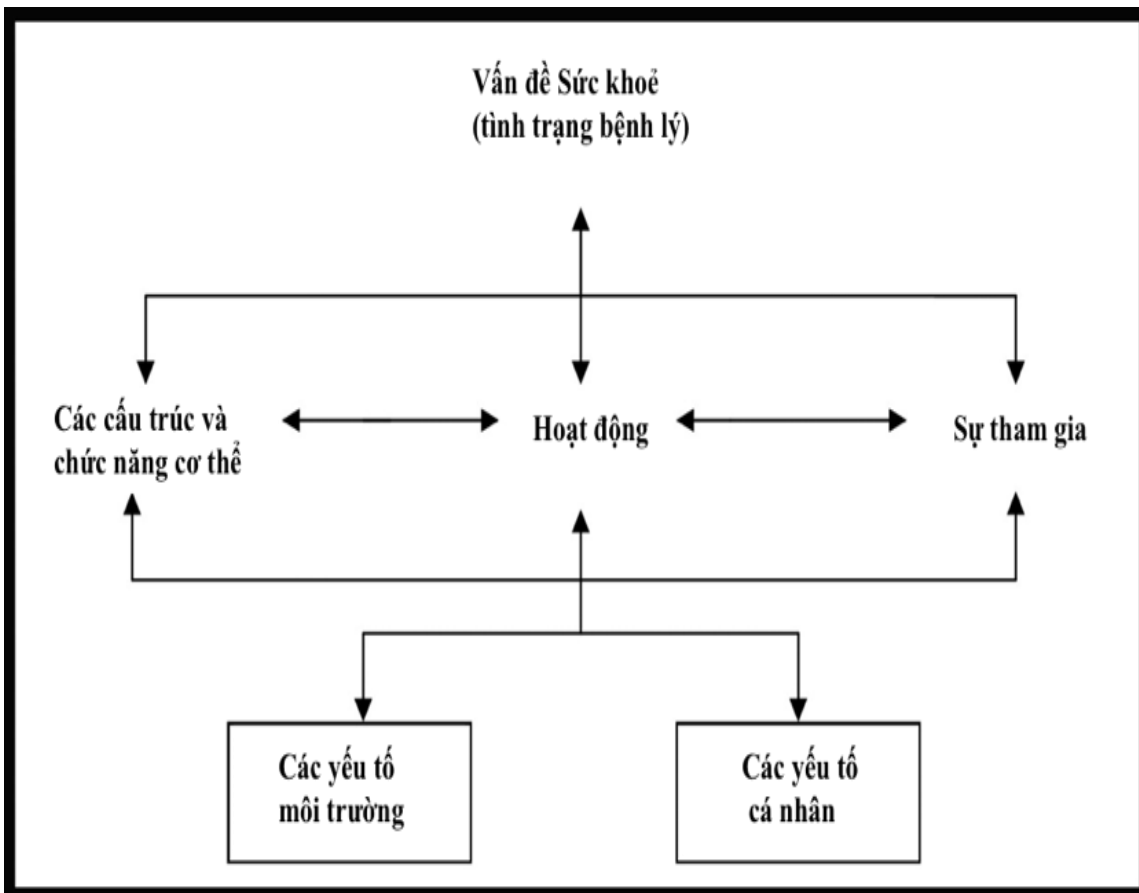 Vấn đề Sức khoẻ
(tình trạng bệnh lý)
Các cấu trúc và
chức năng cơ thể
Hoạt động
Sự tham gia
Các yếu tố
môi trường
Các yếu tố
cá nhân